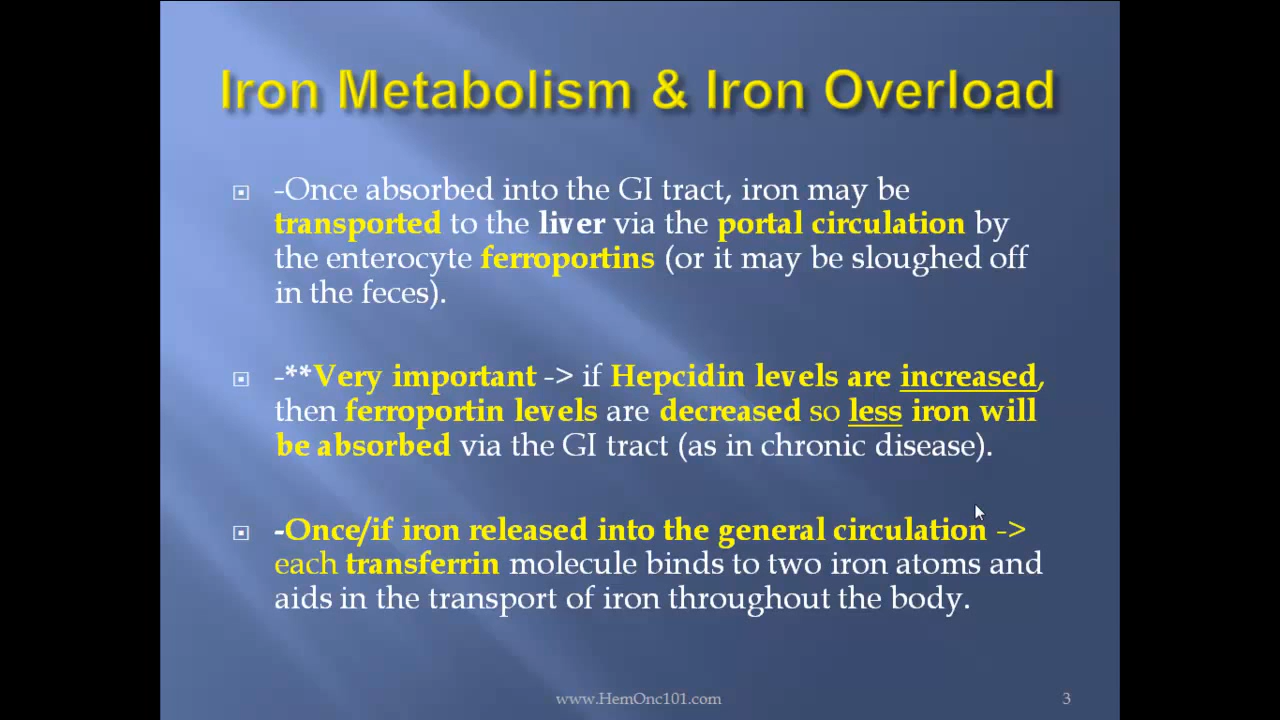 Iron Metabolism & Iron Overload
-Once absorbed into the GI tract, iron may be
transported to the liver via the portal circulation by
the enterocyte ferroportins (or it may be sloughed off
in the feces).
-**Very important -> if Hepcidin levels are increased,
then ferroportin levels are decreased so less iron will
be absorbed via the GI tract (as in chronic disease).
-Once/if iron released into the general circulation ->
each transferrin molecule binds to two iron atoms and
aids in the transport of iron throughout the body.
www.HemOnc101.com
3